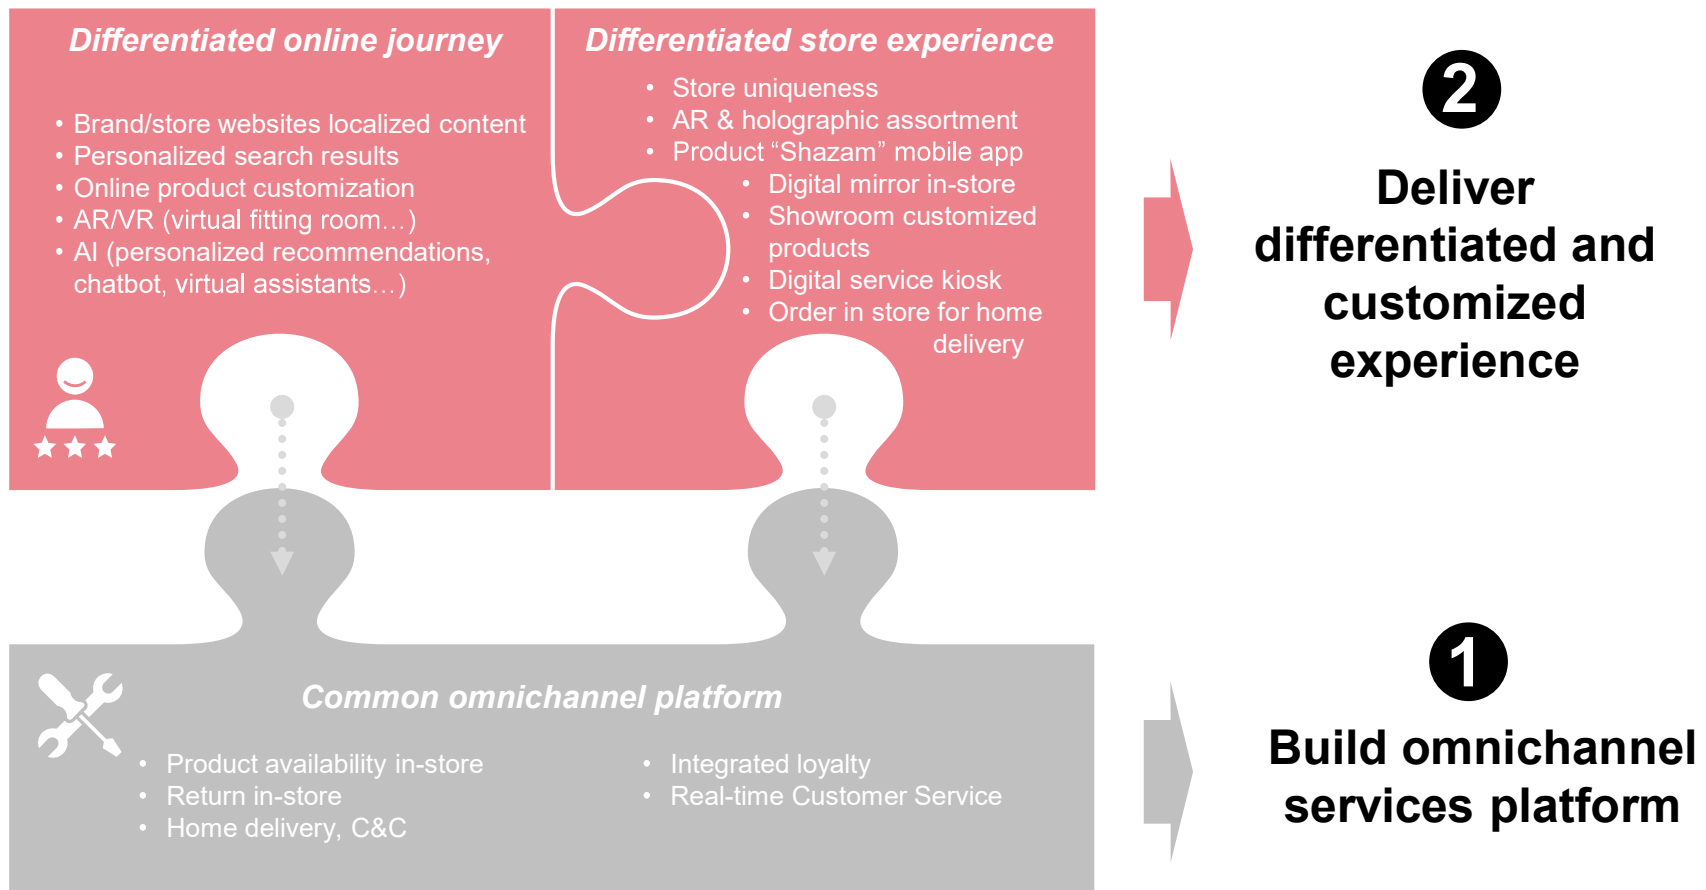 Differentiated online journey
• Brand/store websites localized content
• Personalized search results
• Online product customization
• AR/VR (virtual fitting room…)
• AI (personalized recommendations,
chatbot, virtual assistants…)
Differentiated store experience
• Store uniqueness
• AR & holographic assortment
• Product “Shazam” mobile app
• Digital mirror in-store
• Showroom customized
products
• Digital service kiosk
• Order in store for home
delivery
2
Deliver
differentiated and
customized
experience
Common omnichannel platform
• Product availability in-store
• Return in-store
• Home delivery, C&C
• Integrated loyalty
• Real-time Customer Service
1
Build omnichannel
services platform